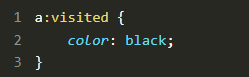 1 a:visited {
2     color: black;
3 }